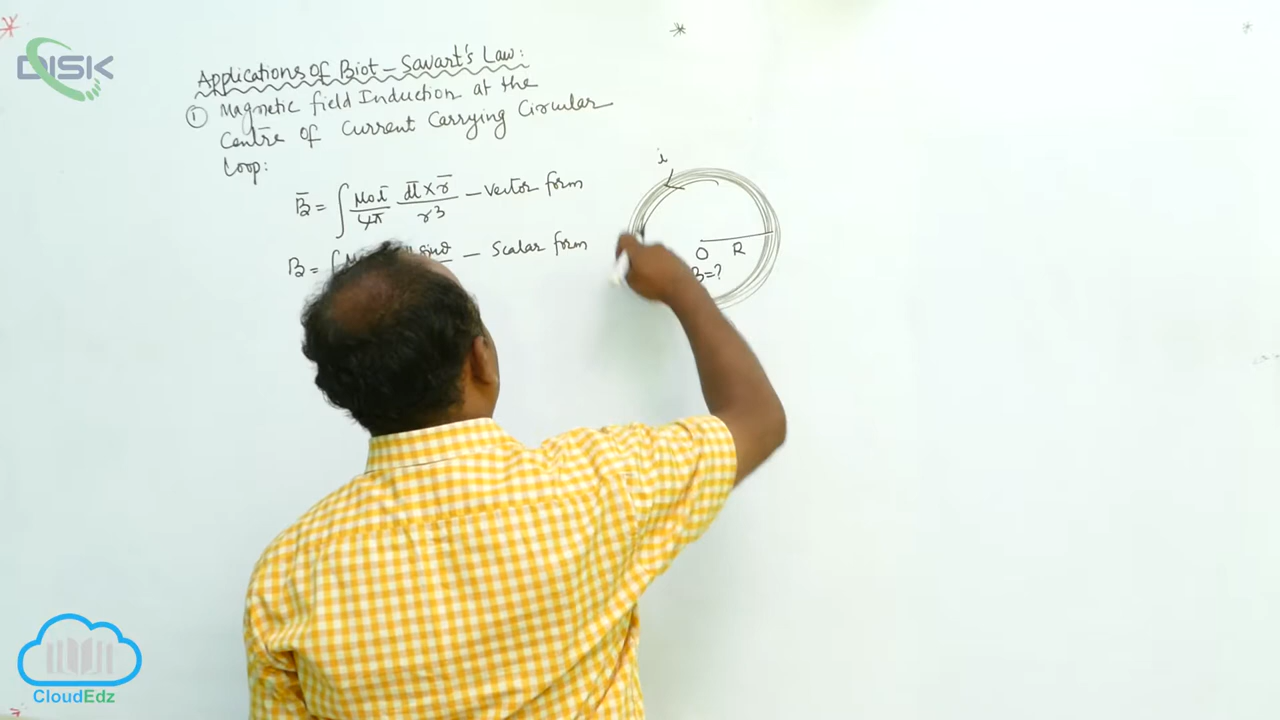 DISK
Applications of Biot - Savart's Law:
① Magnetic field Induction at the
Centre of Current Carrying Circular
Loop:
B̅ = ∫ μ₀i/4π (d̅l̅ × r̅)/r³ — vector form
B = ∫ sinθ — Scalar form
i
O R
B=?
CloudEdz